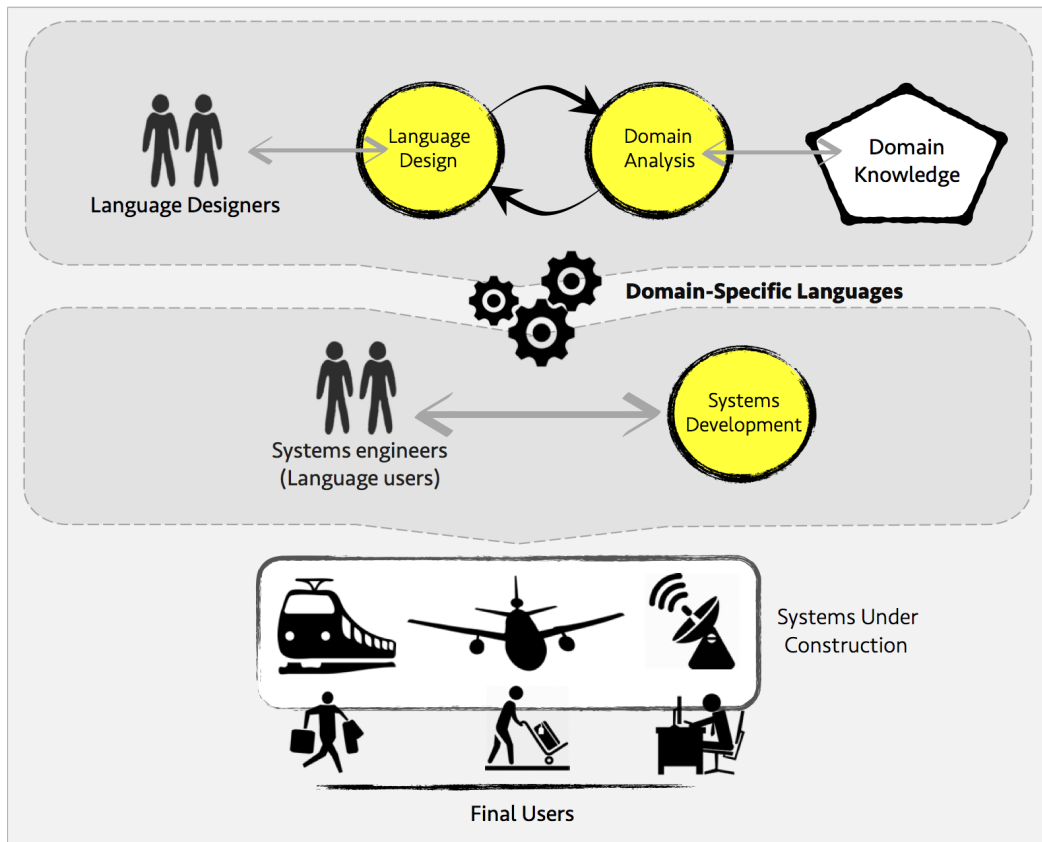 Language
Design
Domain
Analysis
Domain
Knowledge
Language Designers
Domain-Specific Languages
Systems
Development
Systems engineers
(Language users)
Systems Under
Construction
Final Users